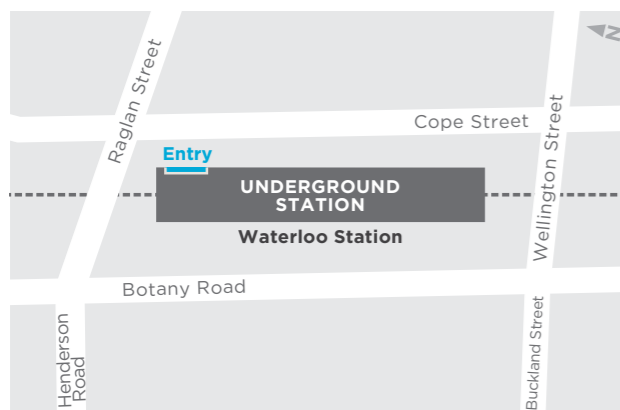 N
Raglan Street
Cope Street
Wellington Street
Entry
UNDERGROUND
STATION
Waterloo Station
Botany Road
Henderson
Road
Buckland Street